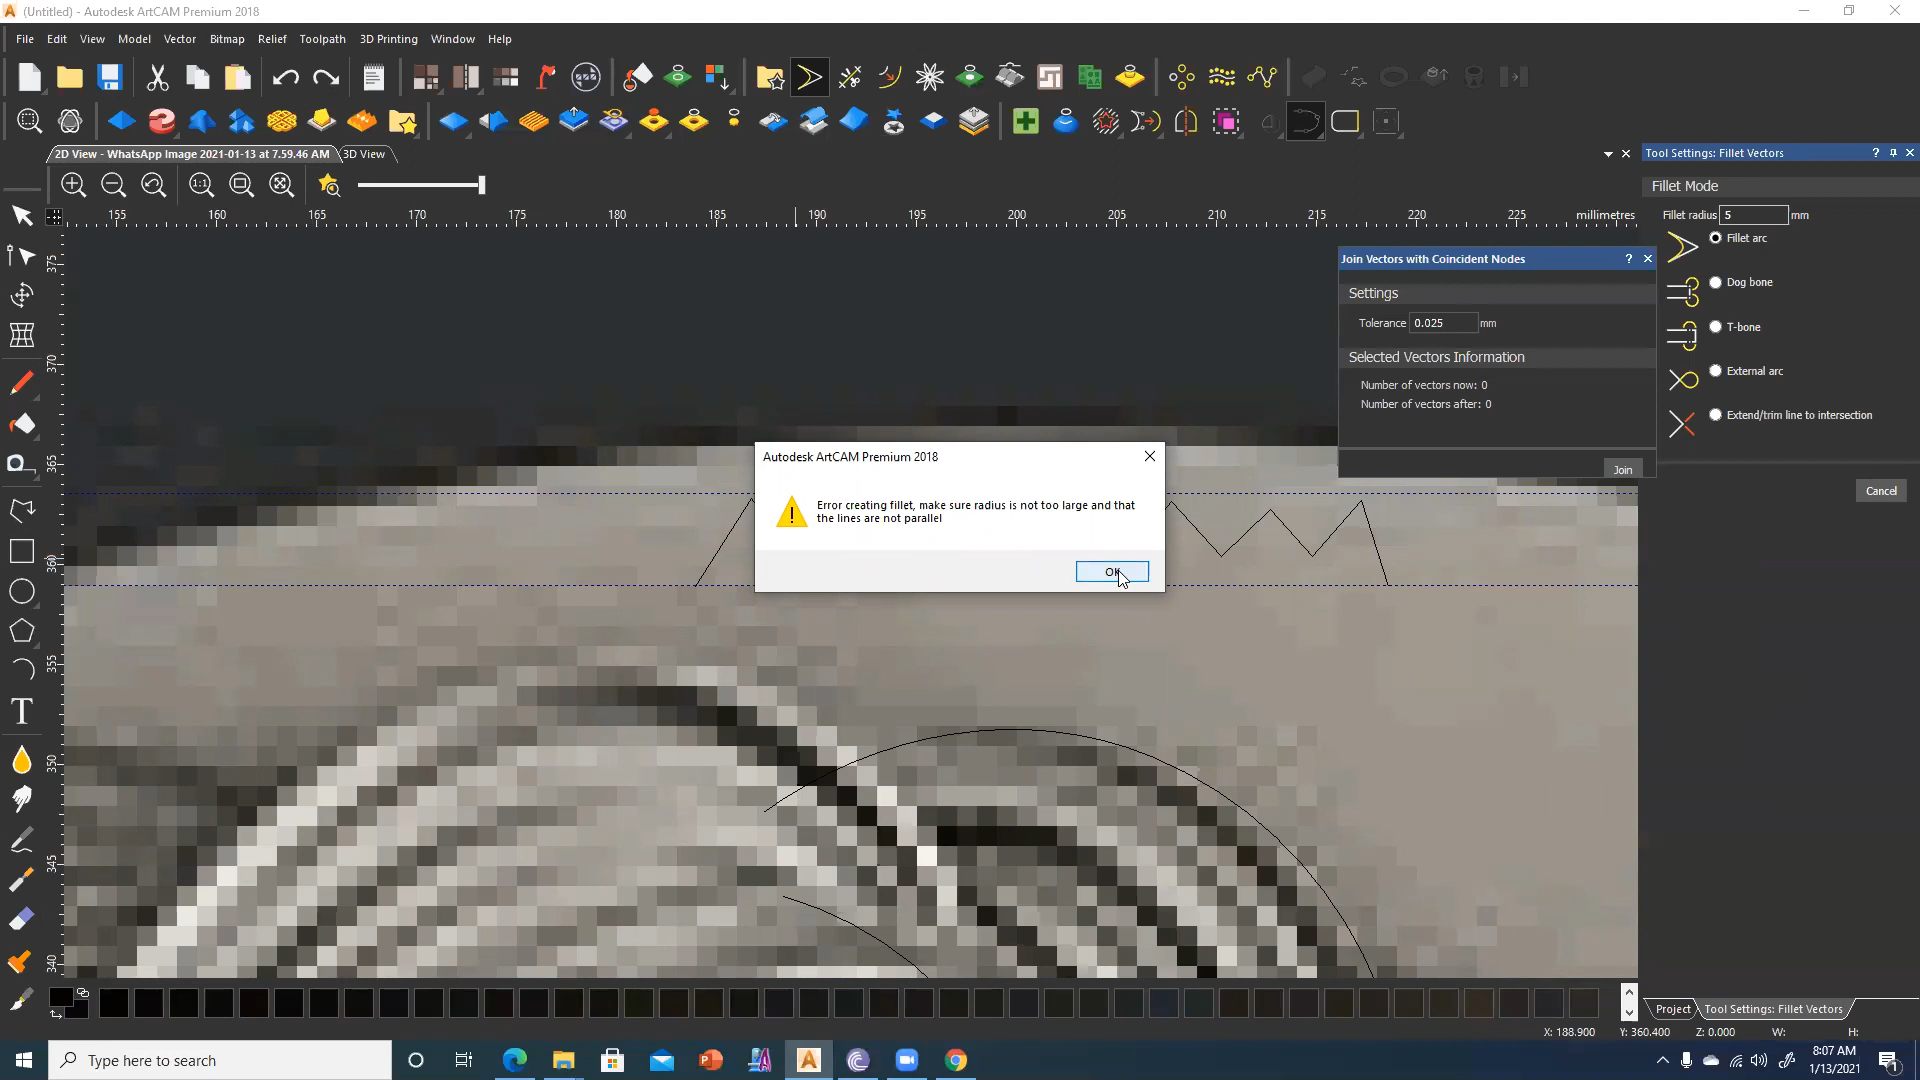 (Untitled) - Autodesk ArtCAM Premium 2018
File Edit View Model Vector Bitmap Relief Toolpath 3D Printing Window Help
2D View - WhatsApp Image 2021-01-13 at 7.59.46 AM 3D View
Tool Settings: Fillet Vectors
Fillet Mode
Fillet radius 5 mm
Fillet arc
Dog bone
T-bone
External arc
Extend/trim line to intersection
Cancel
1:1
155 160 165 170 175 180 185 190 195 200 205 210 215 220 225 millimetres
375
370
365
360
355
350
345
340
Join Vectors with Coincident Nodes
Settings
Tolerance 0.025 mm
Selected Vectors Information
Number of vectors now: 0
Number of vectors after: 0
Join
Autodesk ArtCAM Premium 2018
Error creating fillet, make sure radius is not too large and that
the lines are not parallel
OK
Project Tool Settings: Fillet Vectors
X: 188.900 Y: 360.400 Z: 0.000 W: H:
Type here to search
8:07 AM
1/13/2021